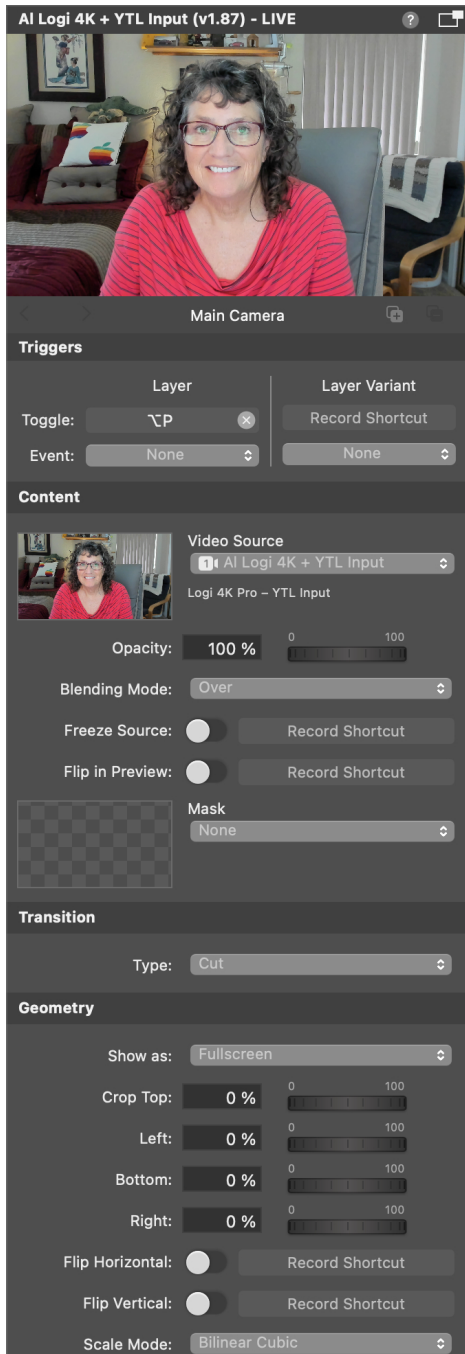 AI Logi 4K + YTL Input (v1.87) - LIVE
?
Main Camera
Triggers
Layer
Layer Variant
Toggle:
⌥P
Record Shortcut
Event:
None
None
Content
Video Source
1 AI Logi 4K + YTL Input
Logi 4K Pro – YTL Input
Opacity:
100 %
0
100
Blending Mode:
Over
Freeze Source:
Record Shortcut
Flip in Preview:
Record Shortcut
Mask
None
Transition
Type:
Cut
Geometry
Show as:
Fullscreen
Crop Top:
0 %
0
100
Left:
0 %
0
100
Bottom:
0 %
0
100
Right:
0 %
0
100
Flip Horizontal:
Record Shortcut
Flip Vertical:
Record Shortcut
Scale Mode:
Bilinear Cubic